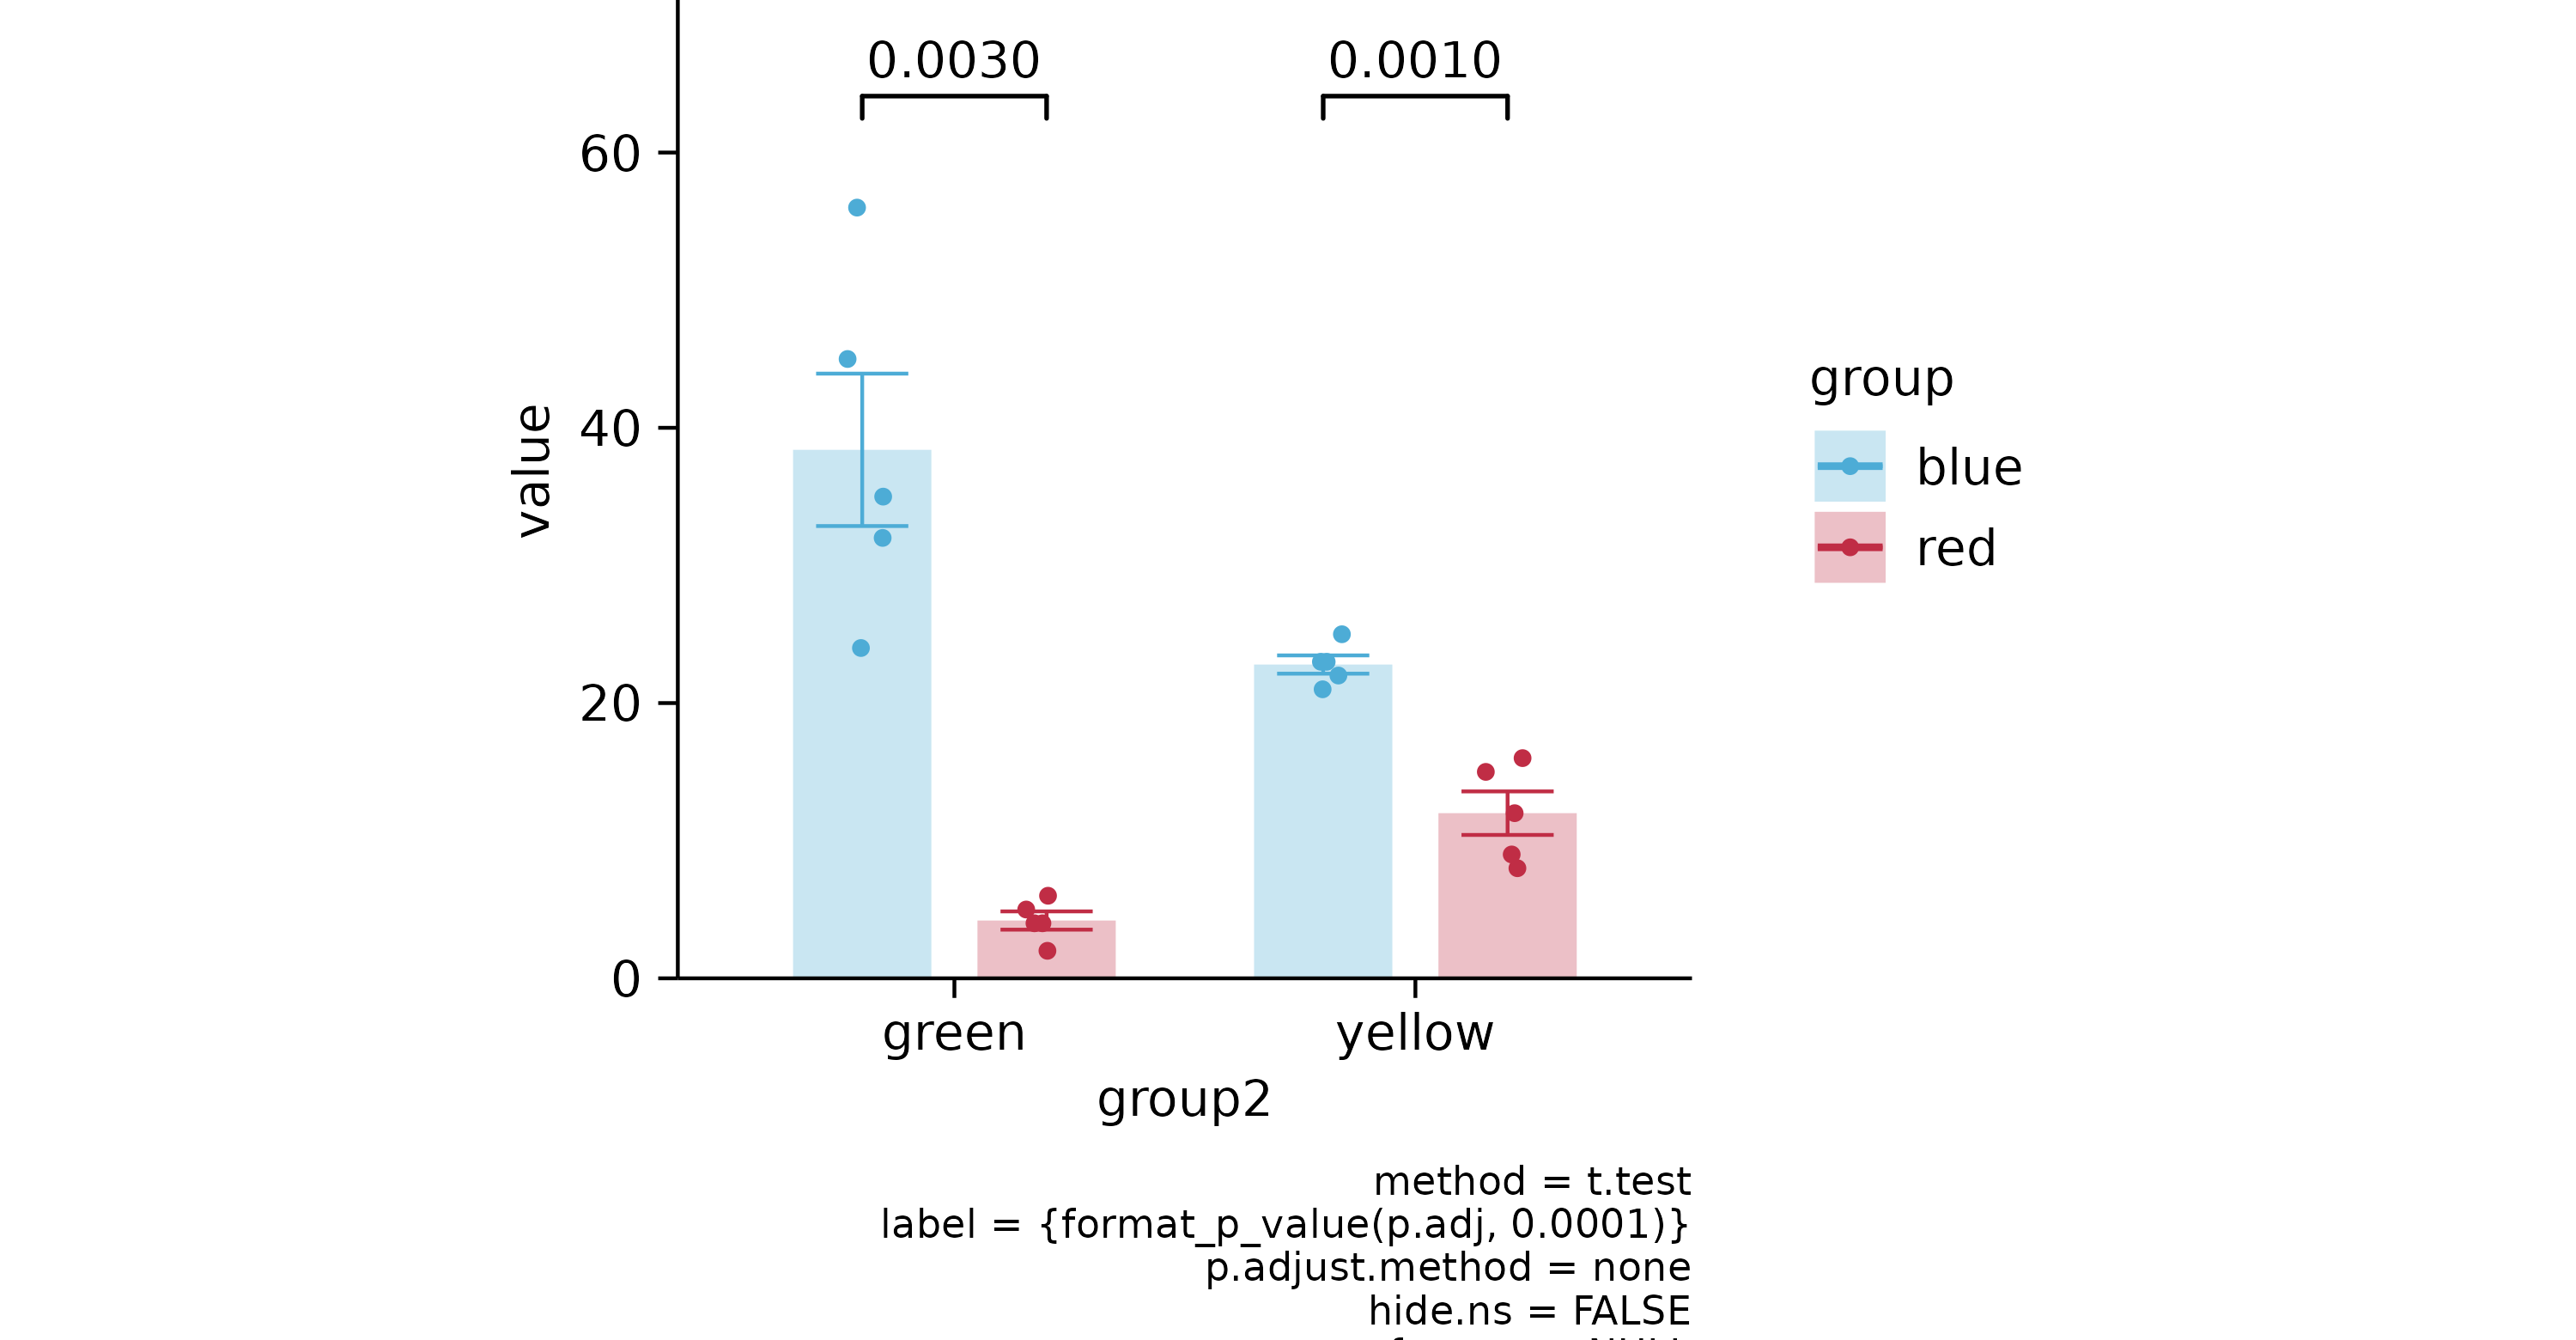 0.0030
0.0010
60
40
20
0
value
group
blue
red
green
yellow
group2
method = t.test
label = {format_p_value(p.adj, 0.0001)}
p.adjust.method = none
hide.ns = FALSE